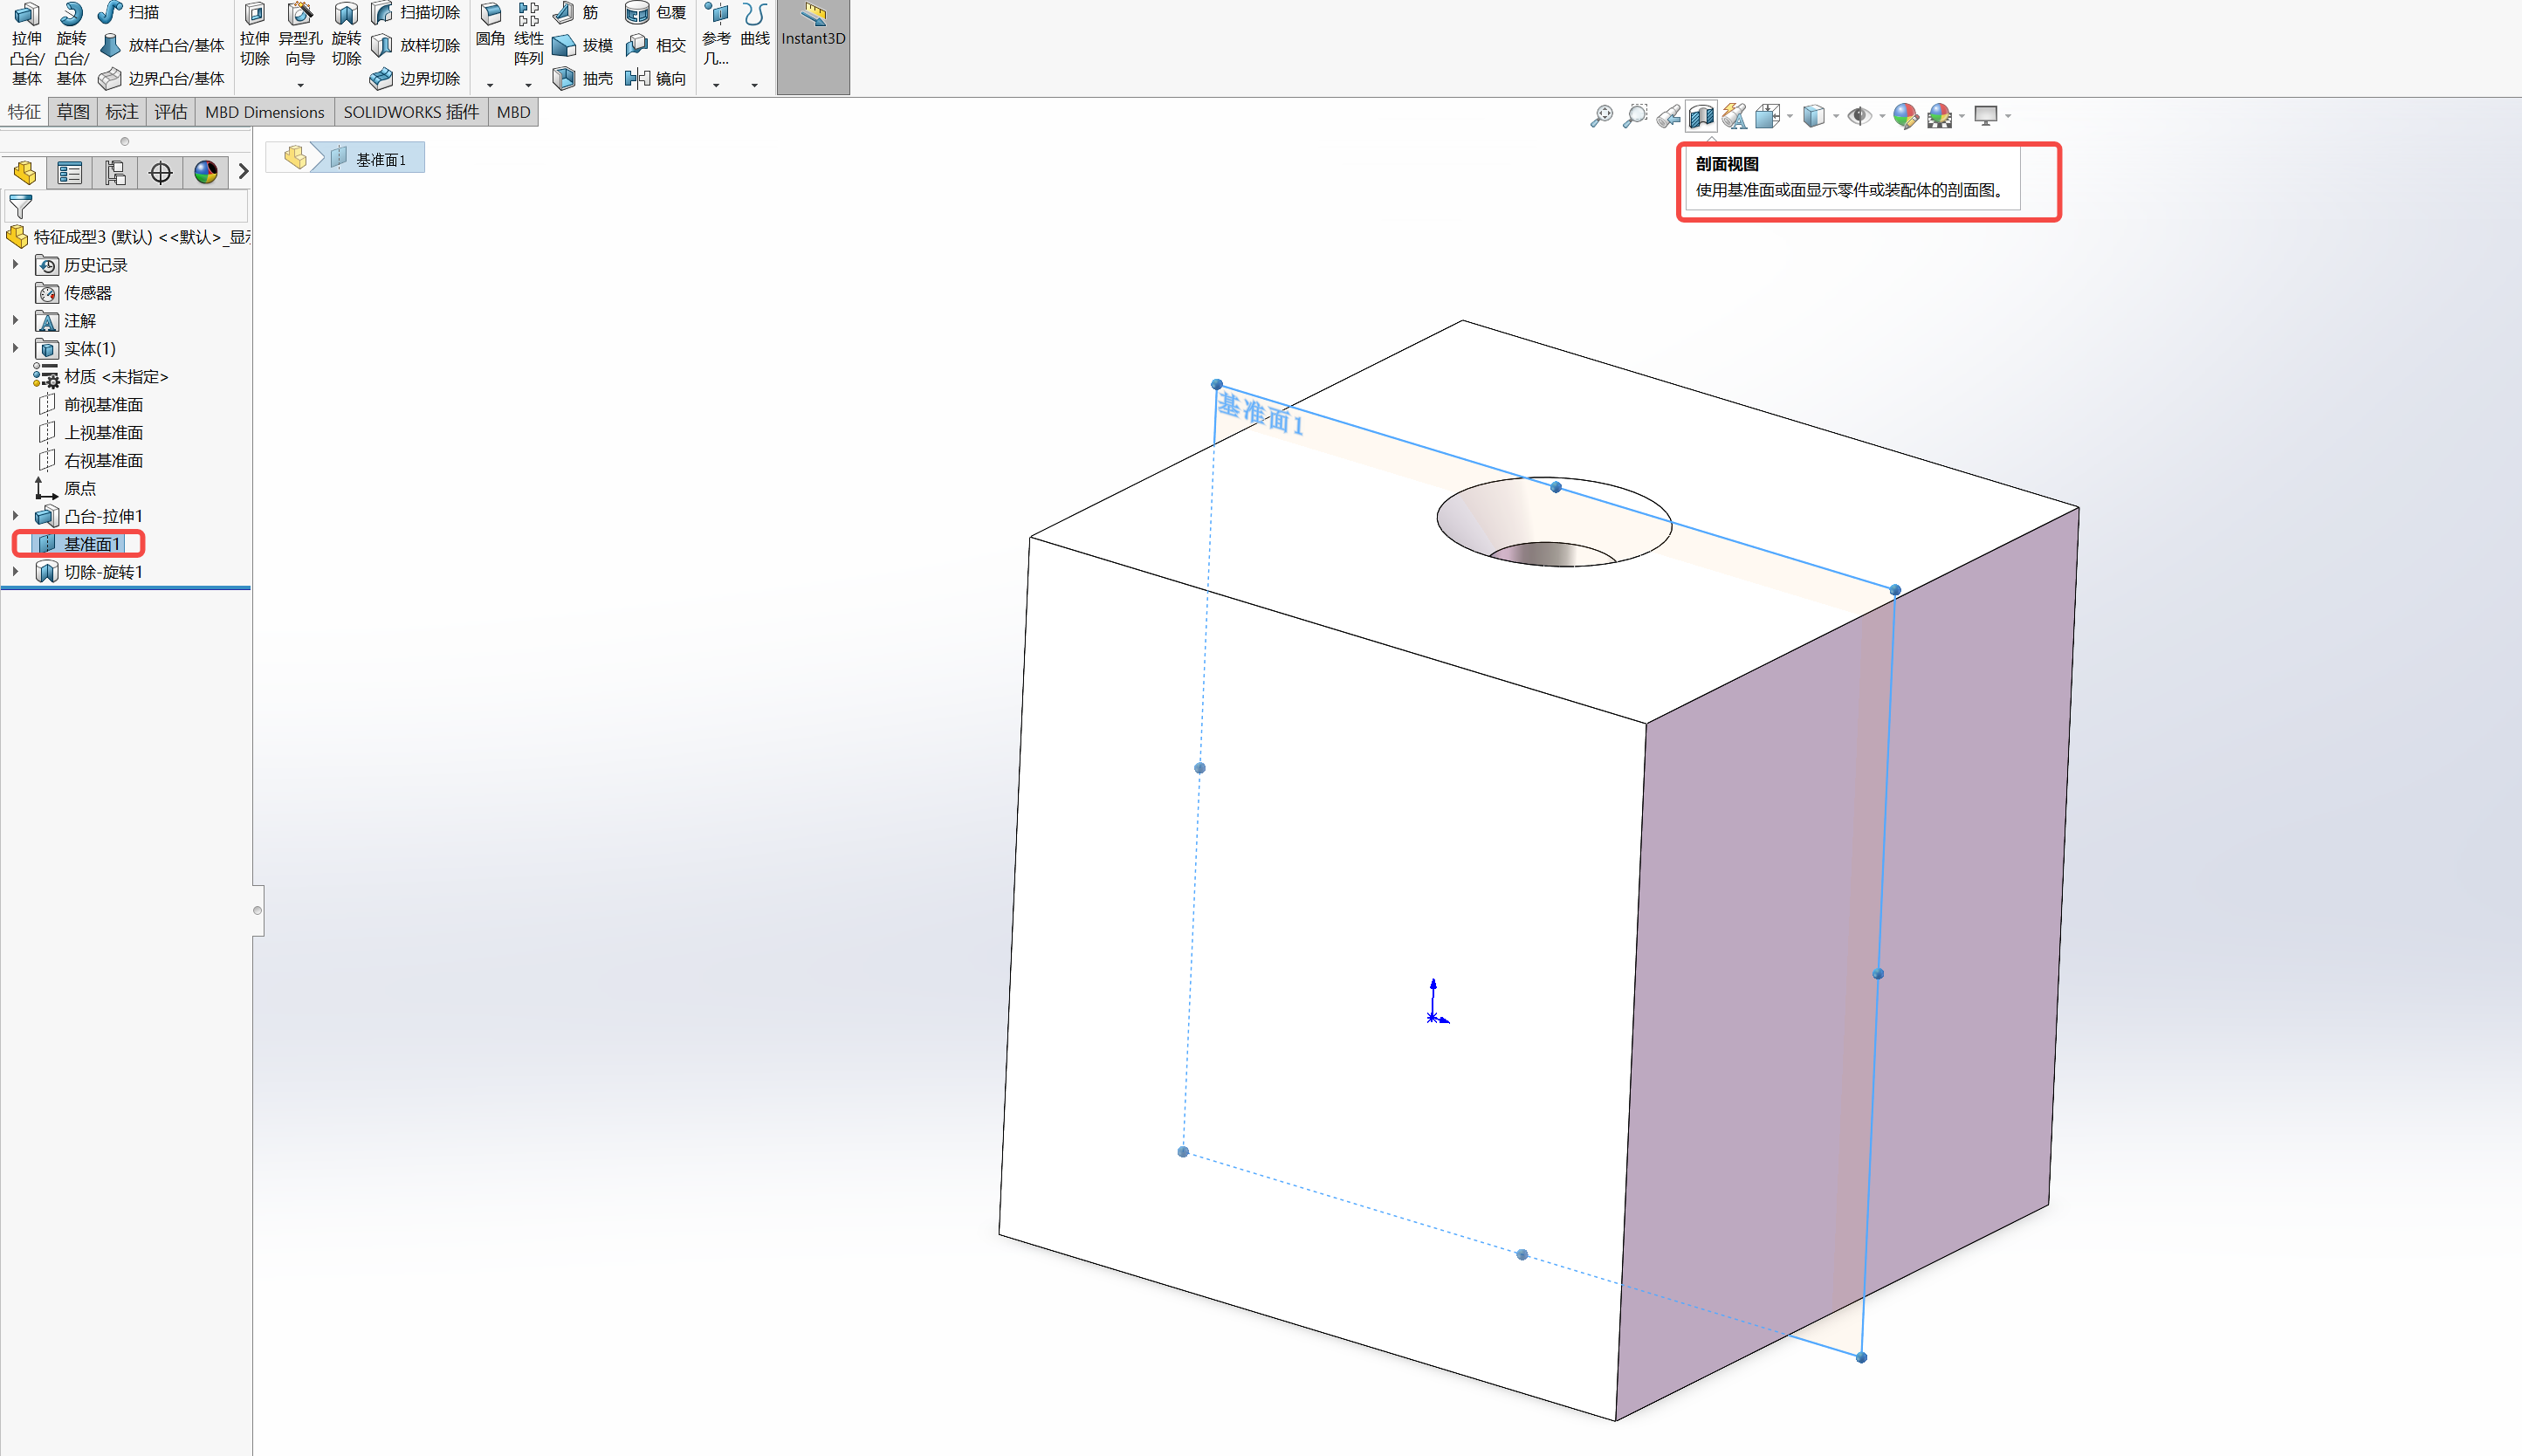 拉伸凸台/基体
旋转凸台/基体
扫描
放样凸台/基体
边界凸台/基体
拉伸切除
异型孔向导
旋转切除
扫描切除
放样切除
边界切除
圆角
线性阵列
筋
拔模
抽壳
包覆
相交
镜向
参考几...
曲线
Instant3D
特征 草图 标注 评估 MBD Dimensions SOLIDWORKS 插件 MBD
基准面1
剖面视图
使用基准面或面显示零件或装配体的剖面图。
特征成型3 (默认) <<默认>_显示
历史记录
传感器
注解
实体(1)
材质 <未指定>
前视基准面
上视基准面
右视基准面
原点
凸台-拉伸1
基准面1
切除-旋转1
基准面1